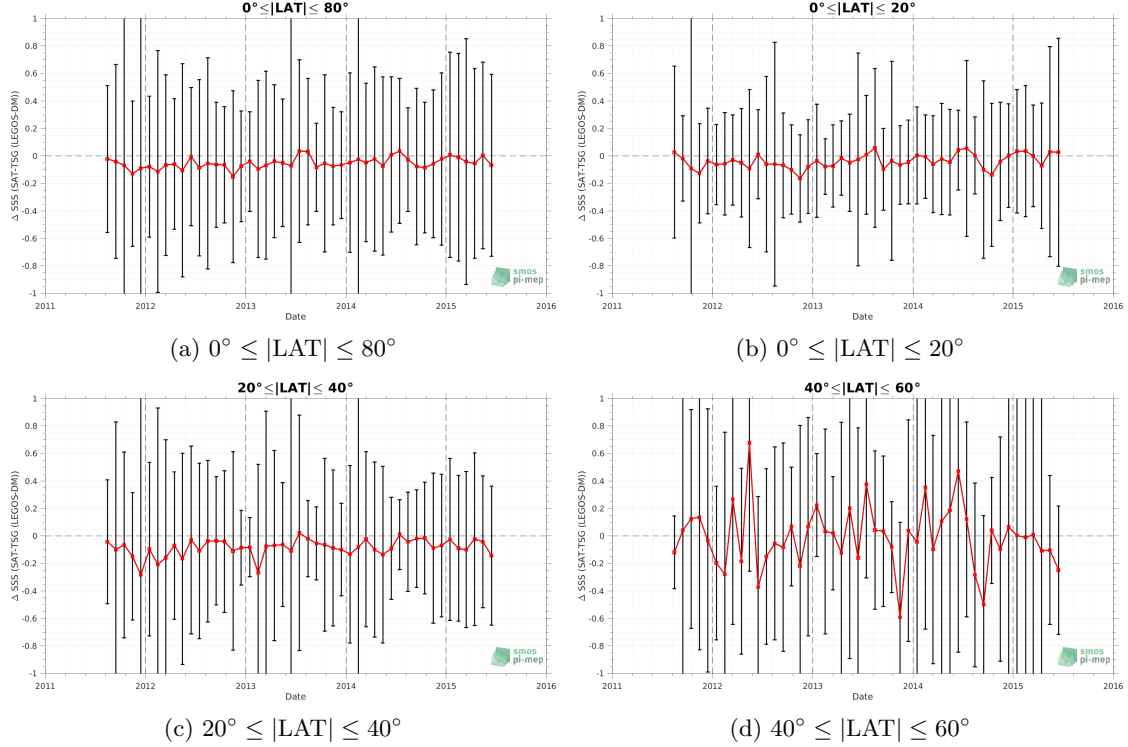 0°≤|LAT|≤ 80°
Δ SSS (SAT-TSG (LEGOS-DM))
1
0.8
0.6
0.4
0.2
0
-0.2
-0.4
-0.6
-0.8
-1
2011 2012 2013 2014 2015 2016
Date
smos
pi-mep
(a) 0° ≤ |LAT| ≤ 80°
0°≤|LAT|≤ 20°
Δ SSS (SAT-TSG (LEGOS-DM))
1
0.8
0.6
0.4
0.2
0
-0.2
-0.4
-0.6
-0.8
-1
2011 2012 2013 2014 2015 2016
Date
smos
pi-mep
(b) 0° ≤ |LAT| ≤ 20°
20°≤|LAT|≤ 40°
Δ SSS (SAT-TSG (LEGOS-DM))
1
0.8
0.6
0.4
0.2
0
-0.2
-0.4
-0.6
-0.8
-1
2011 2012 2013 2014 2015 2016
Date
smos
pi-mep
(c) 20° ≤ |LAT| ≤ 40°
40°≤|LAT|≤ 60°
Δ SSS (SAT-TSG (LEGOS-DM))
1
0.8
0.6
0.4
0.2
0
-0.2
-0.4
-0.6
-0.8
-1
2011 2012 2013 2014 2015 2016
Date
smos
pi-mep
(d) 40° ≤ |LAT| ≤ 60°